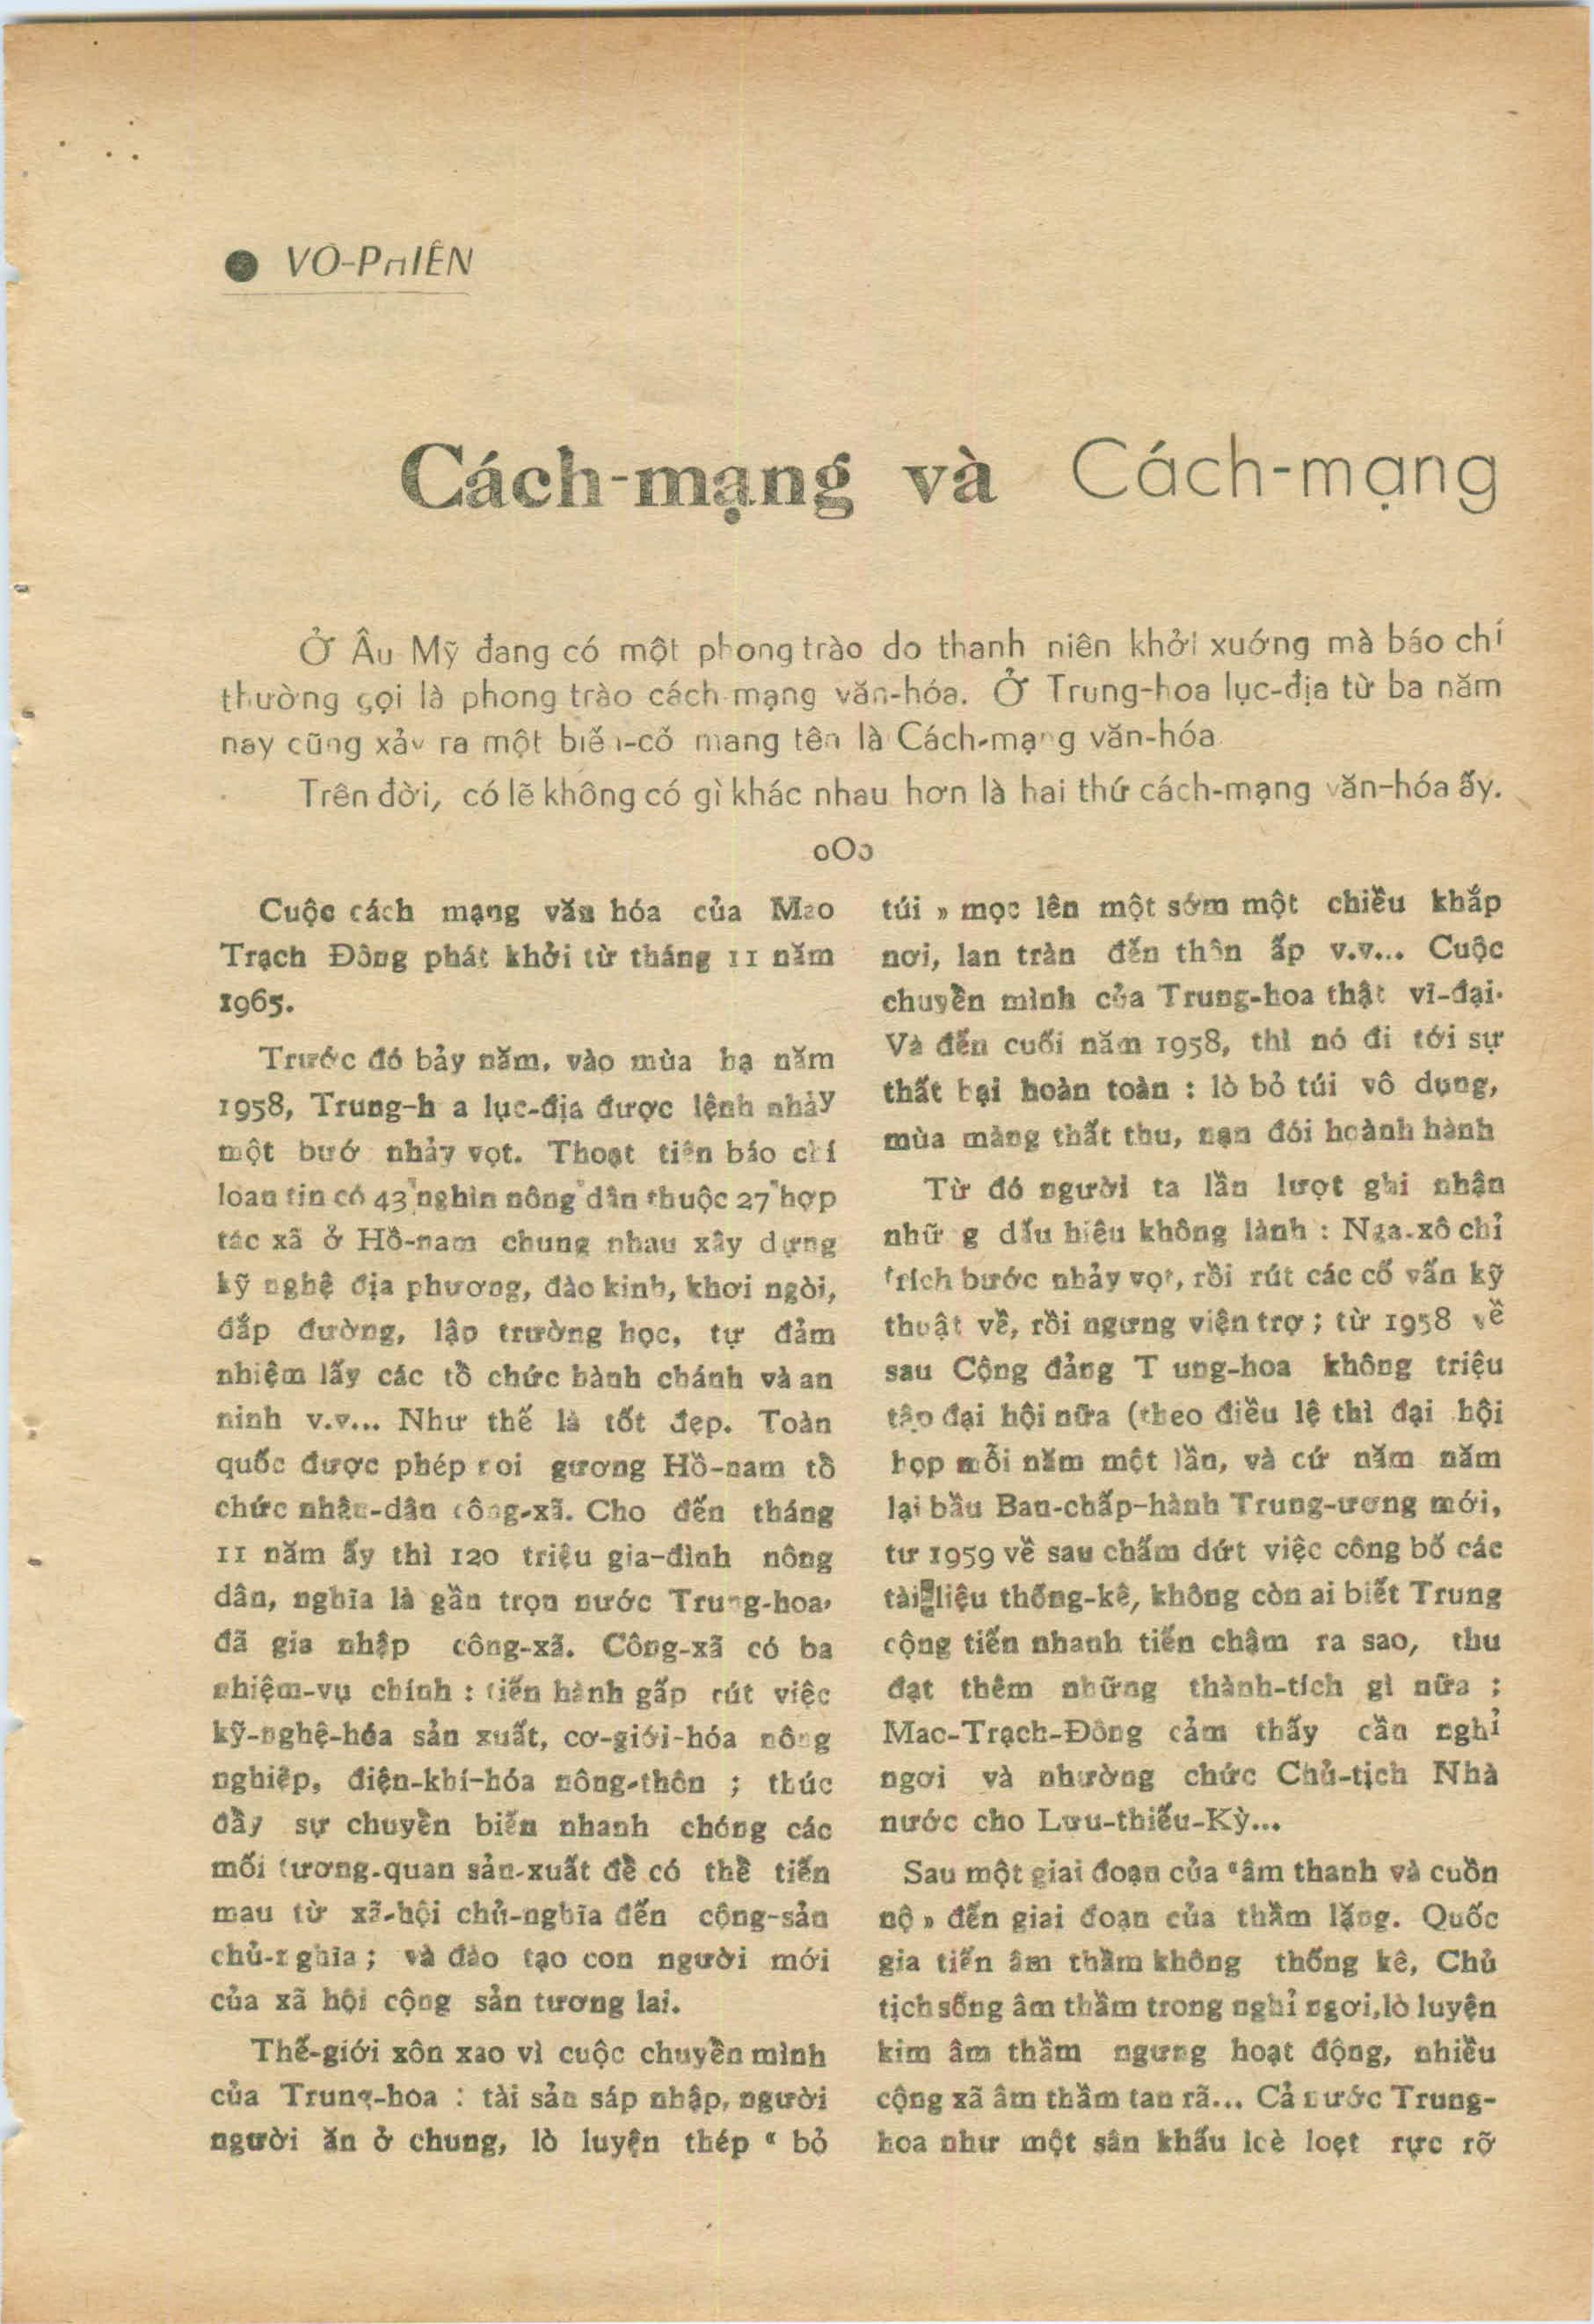 ● VÕ-PHIẾN
Cách-mạng và Cách-mạng
Ở Âu Mỹ đang có một phong trào do thanh niên khởi xướng mà báo chí
thường gọi là phong trào cách mạng văn-hóa. Ở Trung-hoa lục-địa từ ba năm
nay cũng xảy ra một biến-cố mang tên là Cách-mạng văn-hóa
Trên đời, có lẽ không có gì khác nhau hơn là hai thứ cách-mạng văn-hóa ấy.
oOo
Cuộc cách mạng văn hóa của Mao
Trạch Đông phát khởi từ tháng 11 năm
1965.
Trước đó bảy năm, vào mùa hạ năm
1958, Trung-hoa lục-địa được lệnh nhảy
một bước nhảy vọt. Thoạt tiên báo chí
loan tin có 43 nghìn nông dân thuộc 27 hợp
tác xã ở Hồ-nam chung nhau xây dựng
kỹ nghệ địa phương, đào kinh, khơi ngòi,
đắp đường, lập trường học, tự đảm
nhiệm lấy các tổ chức hành chánh và an
ninh v.v... Như thế là tốt đẹp. Toàn
quốc được phép noi gương Hồ-nam tổ
chức nhân-dân công-xã. Cho đến tháng
11 năm ấy thì 120 triệu gia-đình nông
dân, nghĩa là gần trọn nước Trung-hoa,
đã gia nhập công-xã. Công-xã có ba
nhiệm-vụ chính : tiến hành gấp rút việc
kỹ-nghệ-hóa sản xuất, cơ-giới-hóa nông
nghiệp, điện-khí-hóa nông-thôn ; thúc
đẩy sự chuyển biến nhanh chóng các
mối tương-quan sản-xuất để có thể tiến
mau từ xã-hội chủ-nghĩa đến cộng-sản
chủ-nghĩa ; và đào tạo con người mới
của xã hội cộng sản tương lai.
Thế-giới xôn xao vì cuộc chuyển mình
của Trung-hoa : tài sản sáp nhập, người
người ăn ở chung, lò luyện thép « bỏ
túi » mọc lên một sớm một chiều khắp
nơi, lan tràn đến thôn ấp v.v... Cuộc
chuyển mình của Trung-hoa thật vĩ-đại.
Và đến cuối năm 1958, thì nó đi tới sự
thất bại hoàn toàn : lò bỏ túi vô dụng,
mùa màng thất thu, nạn đói hoành hành
Từ đó người ta lần lượt ghi nhận
những dấu hiệu không lành : Nga-xô chỉ
trích bước nhảy vọt, rồi rút các cố vấn kỹ
thuật về, rồi ngưng viện trợ ; từ 1958 về
sau Cộng đảng Trung-hoa không triệu
tập đại hội nữa (theo điều lệ thì đại hội
họp mỗi năm một lần, và cứ năm năm
lại bầu Ban-chấp-hành Trung-ương mới,
tư 1959 về sau chấm dứt việc công bố các
tài liệu thống-kê, không còn ai biết Trung
cộng tiến nhanh tiến chậm ra sao, thu
đạt thêm những thành-tích gì nữa ;
Mao-Trạch-Đông cảm thấy cần nghỉ
ngơi và nhường chức Chủ-tịch Nhà
nước cho Lưu-thiếu-Kỳ...
Sau một giai đoạn của «âm thanh và cuồn
nộ » đến giai đoạn của thầm lặng. Quốc
gia tiến âm thầm không thống kê, Chủ
tịch sống âm thầm trong nghỉ ngơi, lò luyện
kim âm thầm ngưng hoạt động, nhiều
cộng xã âm thầm tan rã... Cả nước Trung-
hoa như một sân khấu loè loẹt rực rỡ